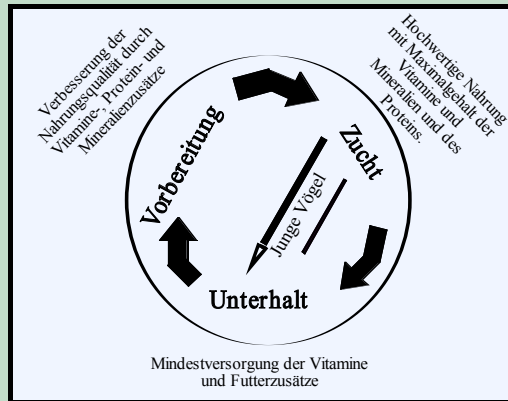 Verbesserung der
Nahrungsqualität durch
Vitamine-, Protein- und
Mineralienzusätze
Hochwertige Nahrung
mit Maximalgehalt der
Vitamine und
Mineralien und des
Proteins.
Vorbereitung
Zucht
Junge Vögel
Unterhalt
Mindestversorgung der Vitamine
und Futterzusätze